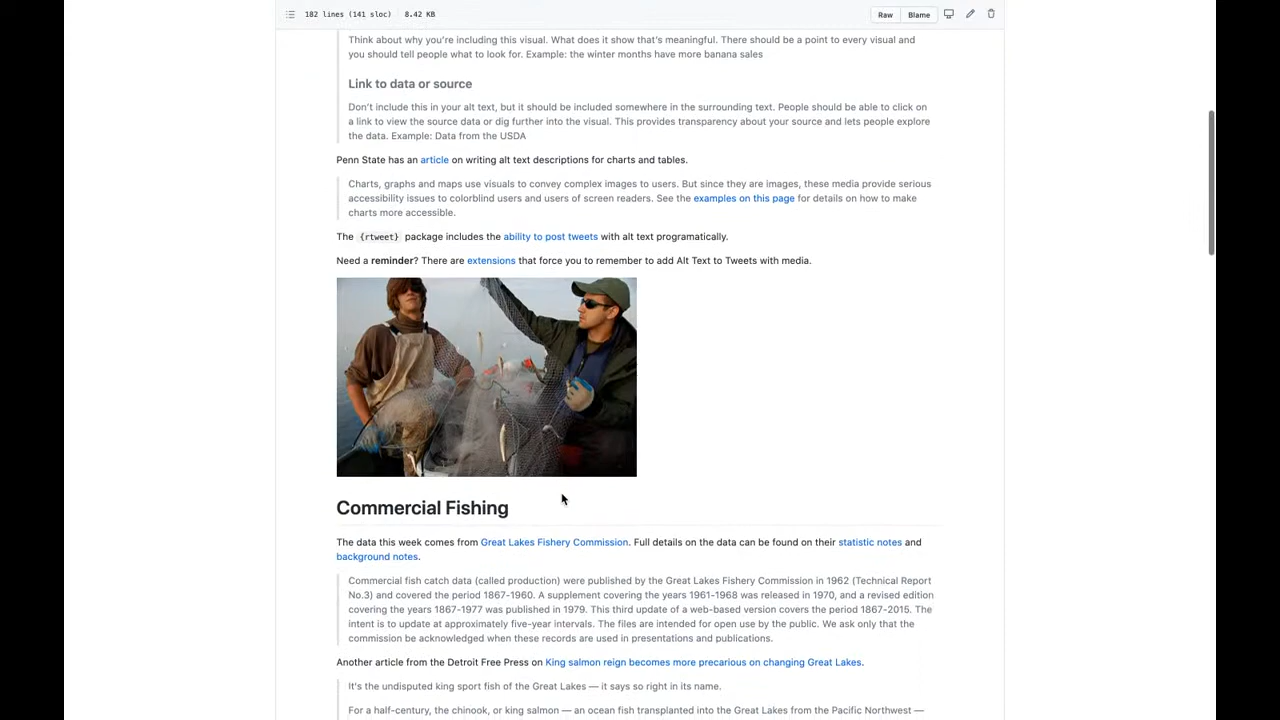 182 lines (141 sloc) 8.42 KB Raw Blame
Think about why you're including this visual. What does it show that's meaningful. There should be a point to every visual and
you should tell people what to look for. Example: the winter months have more banana sales
Link to data or source
Don't include this in your alt text, but it should be included somewhere in the surrounding text. People should be able to click on
a link to view the source data or dig further into the visual. This provides transparency about your source and lets people explore
the data. Example: Data from the USDA
Penn State has an article on writing alt text descriptions for charts and tables.
Charts, graphs and maps use visuals to convey complex images to users. But since they are images, these media provide serious
accessibility issues to colorblind users and users of screen readers. See the examples on this page for details on how to make
charts more accessible.
The {rtweet} package includes the ability to post tweets with alt text programatically.
Need a reminder? There are extensions that force you to remember to add Alt Text to Tweets with media.
Commercial Fishing
The data this week comes from Great Lakes Fishery Commission. Full details on the data can be found on their statistic notes and
background notes.
Commercial fish catch data (called production) were published by the Great Lakes Fishery Commission in 1962 (Technical Report
No.3) and covered the period 1867-1960. A supplement covering the years 1961-1968 was released in 1970, and a revised edition
covering the years 1867-1977 was published in 1979. This third update of a web-based version covers the period 1867-2015. The
intent is to update at approximately five-year intervals. The files are intended for open use by the public. We ask only that the
commission be acknowledged when these records are used in presentations and publications.
Another article from the Detroit Free Press on King salmon reign becomes more precarious on changing Great Lakes.
It's the undisputed king sport fish of the Great Lakes — it says so right in its name.
For a half-century, the chinook, or king salmon — an ocean fish transplanted into the Great Lakes from the Pacific Northwest —